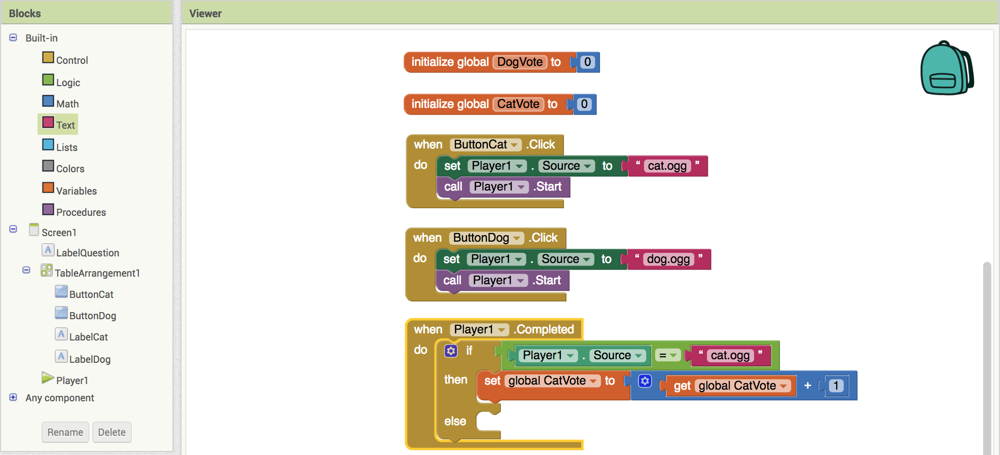 Blocks
Built-in
Control
Logic
Math
Text
Lists
Colors
Variables
Procedures
Screen1
A LabelQuestion
TableArrangement1
ButtonCat
ButtonDog
A LabelCat
A LabelDog
Player1
Any component
Rename Delete
Viewer
initialize global DogVote to 0
initialize global CatVote to 0
when ButtonCat .Click
do set Player1 . Source to “ cat.ogg ”
call Player1 .Start
when ButtonDog .Click
do set Player1 . Source to “ dog.ogg ”
call Player1 .Start
when Player1 .Completed
do if Player1 . Source = “ cat.ogg ”
then set global CatVote to get global CatVote + 1
else